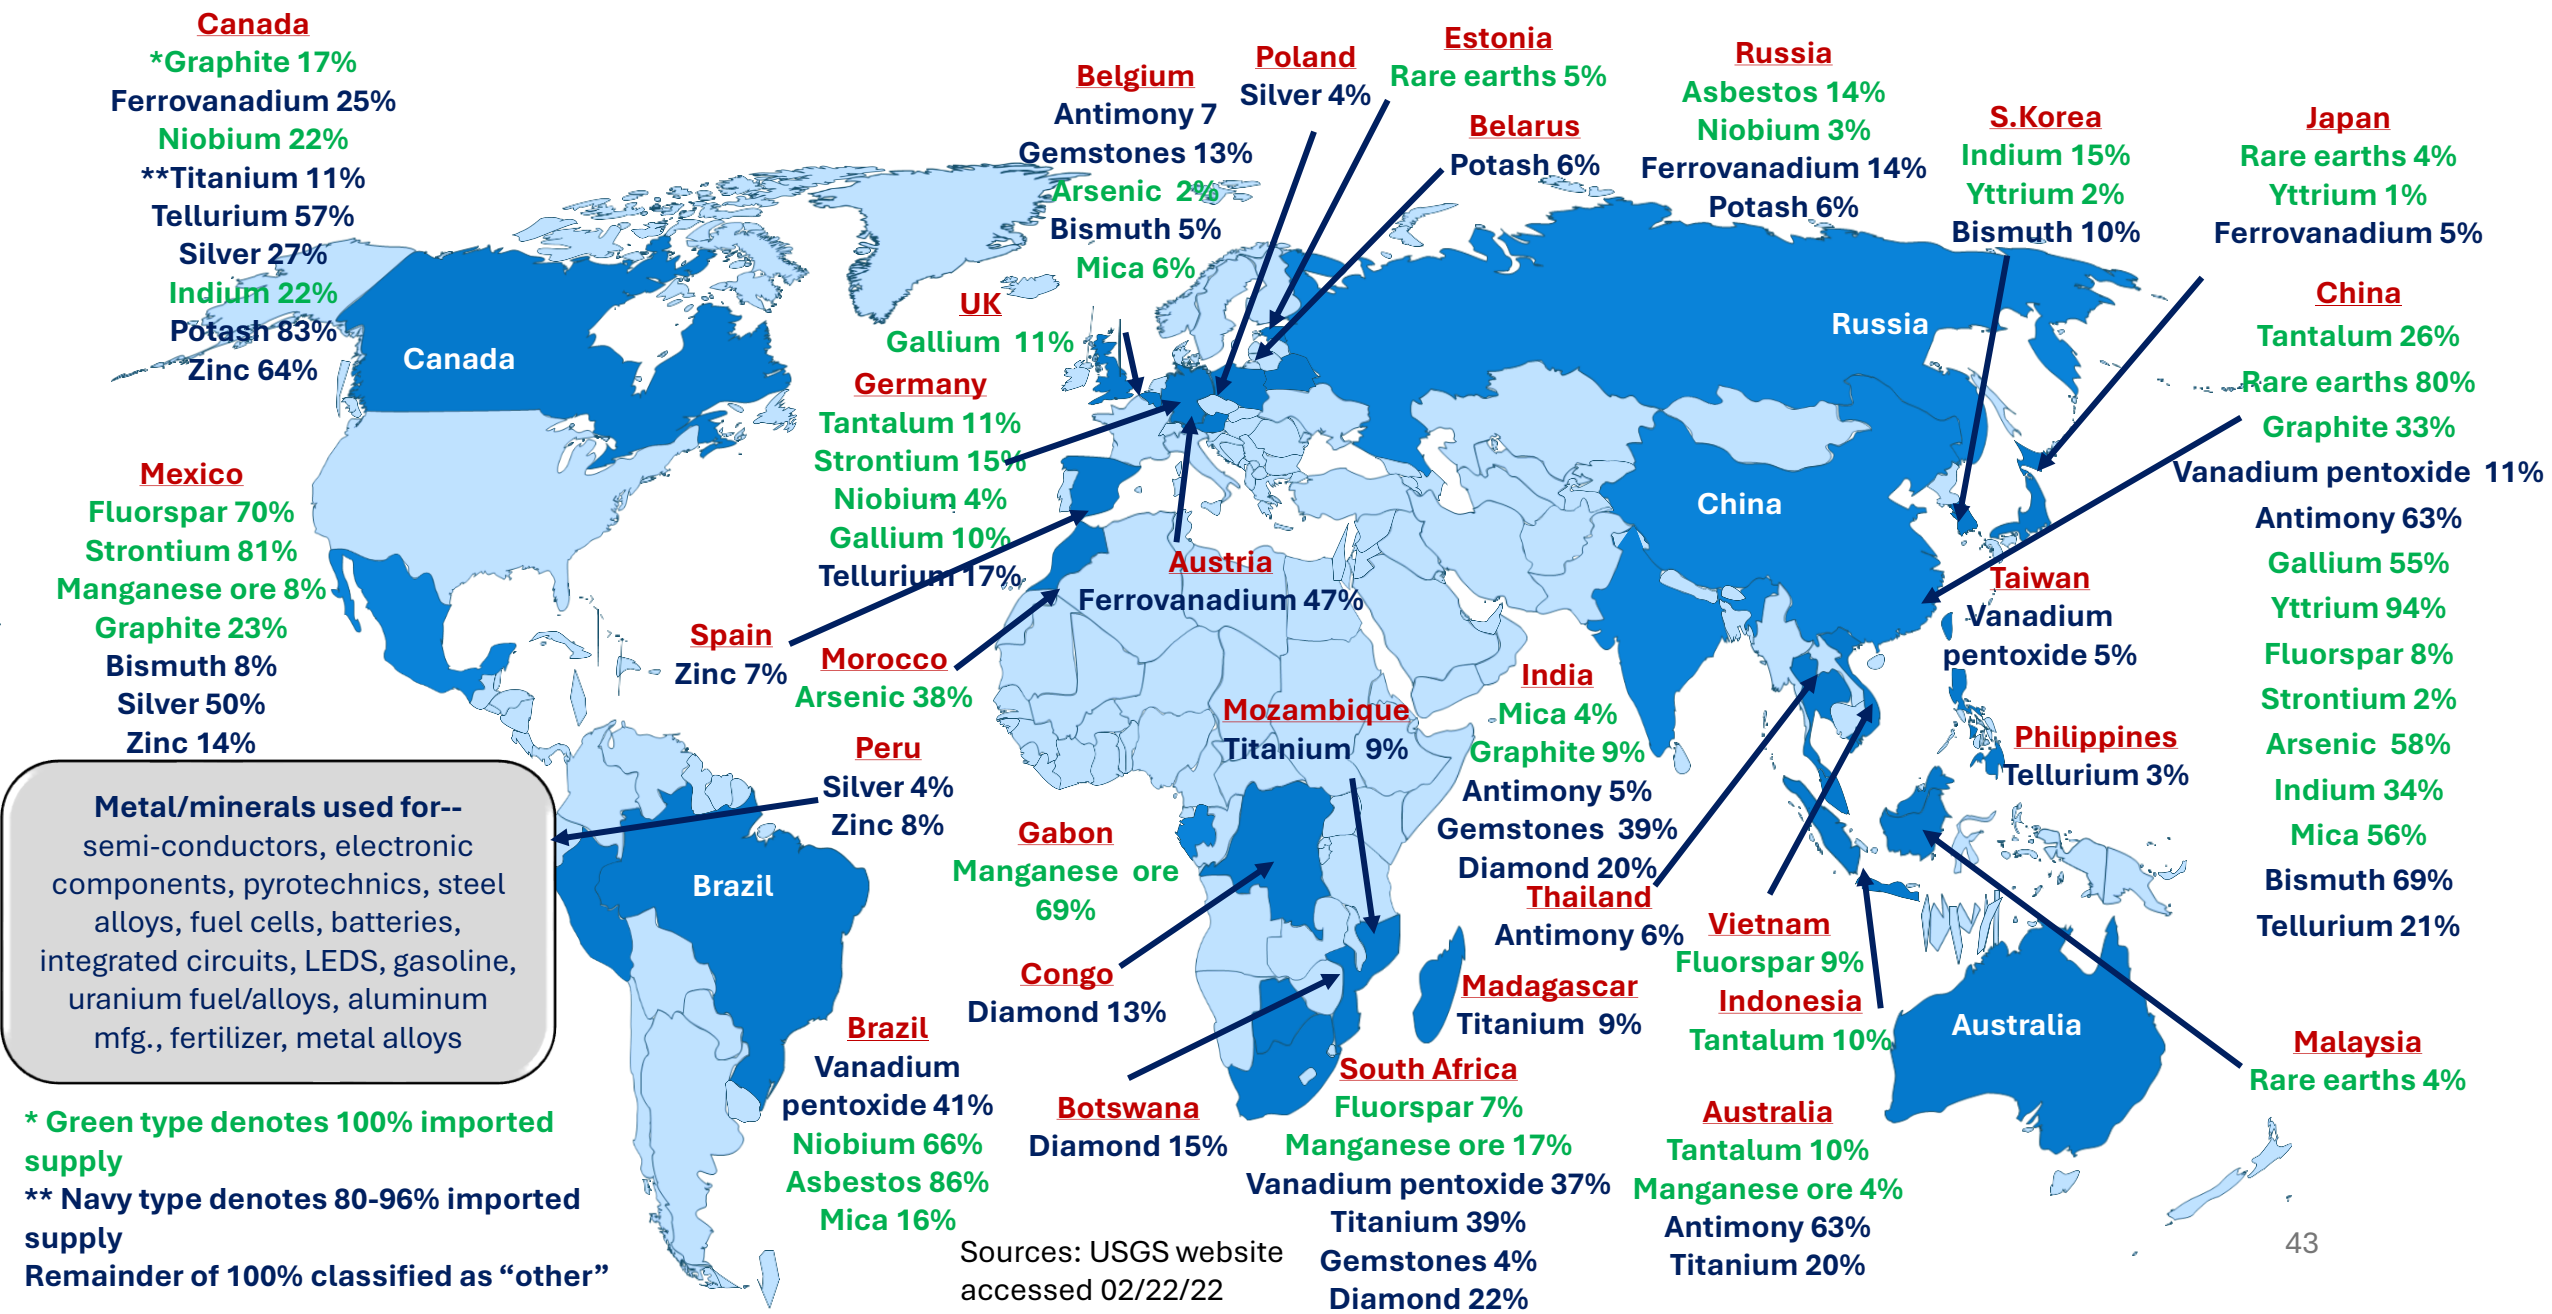 Canada
*Graphite 17%
Ferrovanadium 25%
Niobium 22%
**Titanium 11%
Tellurium 57%
Silver 27%
Indium 22%
Potash 83%
Zinc 64%
Mexico
Fluorspar 70%
Strontium 81%
Manganese ore 8%
Graphite 23%
Bismuth 8%
Silver 50%
Zinc 14%
Metal/minerals used for--
semi-conductors, electronic
components, pyrotechnics, steel
alloys, fuel cells, batteries,
integrated circuits, LEDS, gasoline,
uranium fuel/alloys, aluminum
mfg., fertilizer, metal alloys
* Green type denotes 100% imported
supply
** Navy type denotes 80-96% imported
supply
Remainder of 100% classified as “other”
Canada
Brazil
Russia
China
Australia
Belgium
Antimony 7
Gemstones 13%
Arsenic 2%
Bismuth 5%
Mica 6%
Poland
Silver 4%
Estonia
Rare earths 5%
Belarus
Potash 6%
Russia
Asbestos 14%
Niobium 3%
Ferrovanadium 14%
Potash 6%
S.Korea
Indium 15%
Yttrium 2%
Bismuth 10%
Japan
Rare earths 4%
Yttrium 1%
Ferrovanadium 5%
China
Tantalum 26%
Rare earths 80%
Graphite 33%
Vanadium pentoxide 11%
Antimony 63%
Gallium 55%
Yttrium 94%
Fluorspar 8%
Strontium 2%
Arsenic 58%
Indium 34%
Mica 56%
Bismuth 69%
Tellurium 21%
UK
Gallium 11%
Germany
Tantalum 11%
Strontium 15%
Niobium 4%
Gallium 10%
Tellurium 17%
Austria
Ferrovanadium 47%
Spain
Zinc 7%
Morocco
Arsenic 38%
Peru
Silver 4%
Zinc 8%
Mozambique
Titanium 9%
India
Mica 4%
Graphite 9%
Antimony 5%
Gemstones 39%
Diamond 20%
Taiwan
Vanadium
pentoxide 5%
Philippines
Tellurium 3%
Gabon
Manganese ore
69%
Congo
Diamond 13%
Botswana
Diamond 15%
Thailand
Antimony 6%
Vietnam
Fluorspar 9%
Madagascar
Titanium 9%
Indonesia
Tantalum 10%
Malaysia
Rare earths 4%
Brazil
Vanadium
pentoxide 41%
Niobium 66%
Asbestos 86%
Mica 16%
South Africa
Fluorspar 7%
Manganese ore 17%
Vanadium pentoxide 37%
Titanium 39%
Gemstones 4%
Diamond 22%
Australia
Tantalum 10%
Manganese ore 4%
Antimony 63%
Titanium 20%
Sources: USGS website
accessed 02/22/22
43